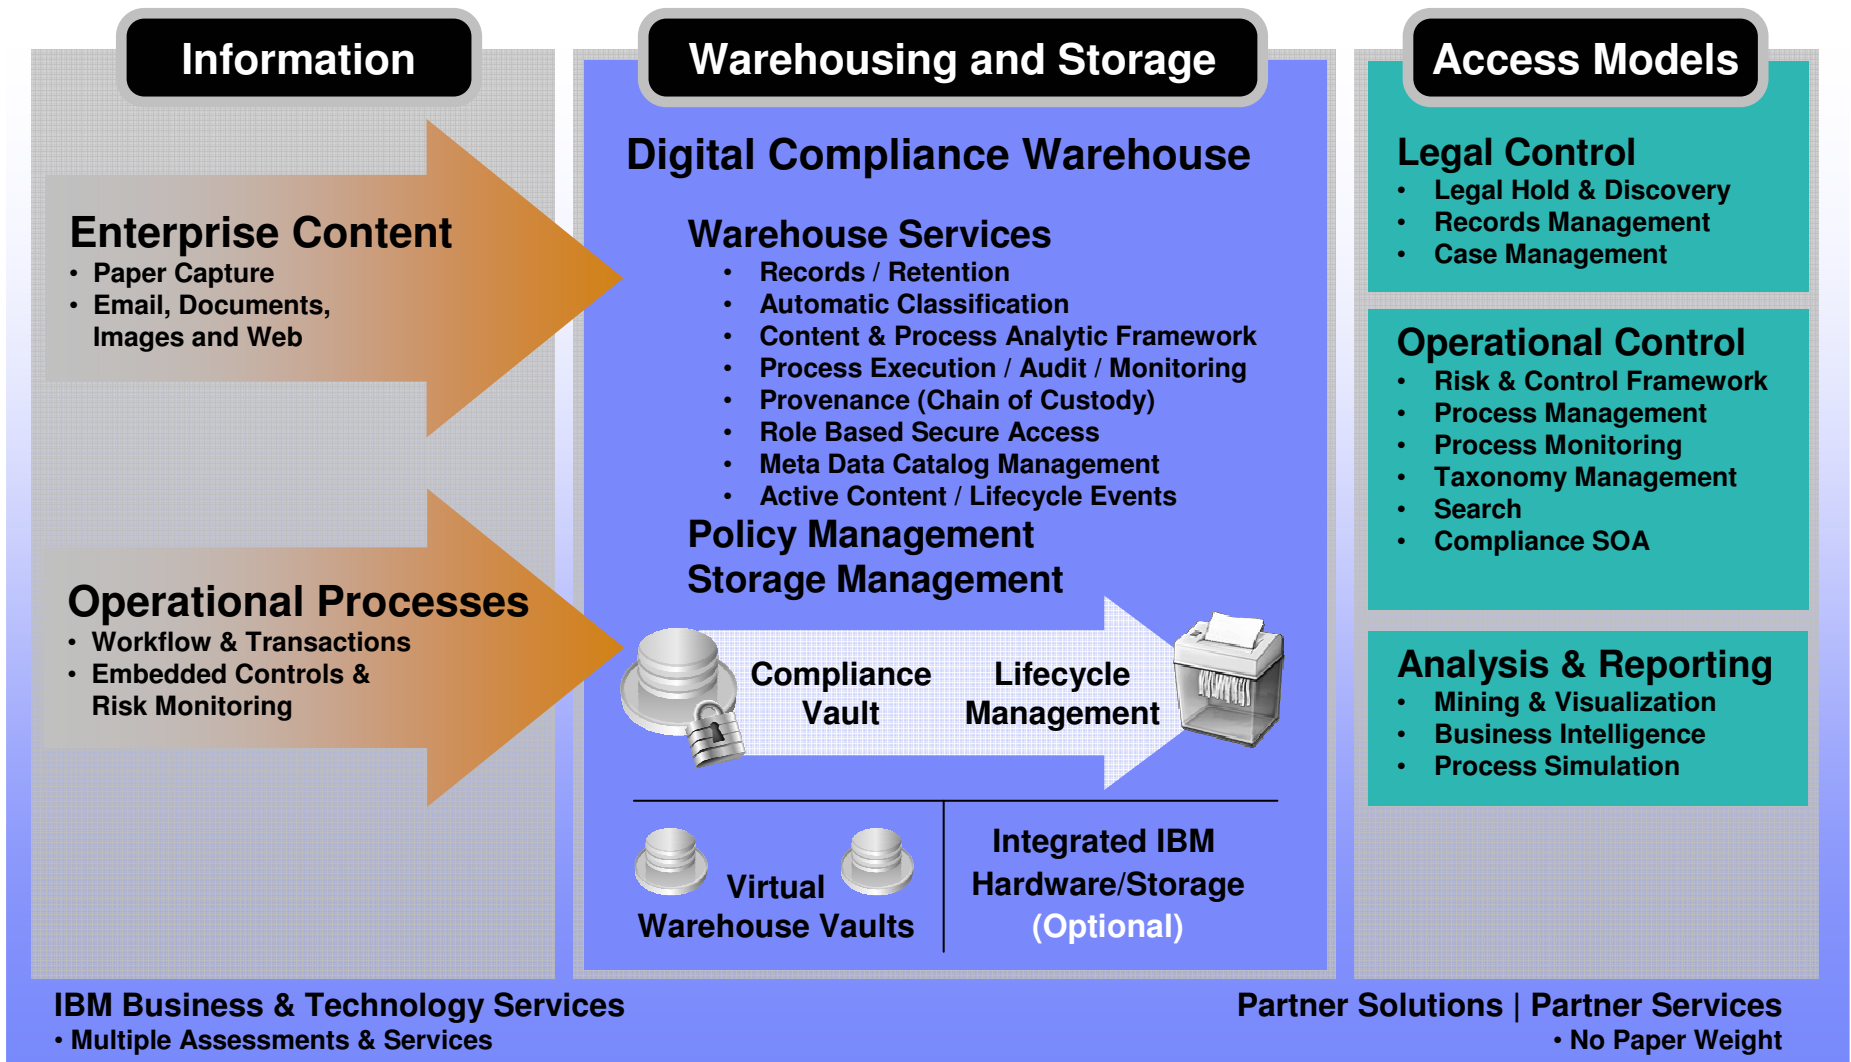 Information
Enterprise Content
• Paper Capture
• Email, Documents,
Images and Web
Operational Processes
• Workflow & Transactions
• Embedded Controls &
Risk Monitoring
Warehousing and Storage
Digital Compliance Warehouse
Warehouse Services
• Records / Retention
• Automatic Classification
• Content & Process Analytic Framework
• Process Execution / Audit / Monitoring
• Provenance (Chain of Custody)
• Role Based Secure Access
• Meta Data Catalog Management
• Active Content / Lifecycle Events
Policy Management
Storage Management
Compliance
Vault
Lifecycle
Management
Virtual
Warehouse Vaults
Integrated IBM
Hardware/Storage
(Optional)
Access Models
Legal Control
• Legal Hold & Discovery
• Records Management
• Case Management
Operational Control
• Risk & Control Framework
• Process Management
• Process Monitoring
• Taxonomy Management
• Search
• Compliance SOA
Analysis & Reporting
• Mining & Visualization
• Business Intelligence
• Process Simulation
IBM Business & Technology Services
• Multiple Assessments & Services
Partner Solutions | Partner Services
• No Paper Weight